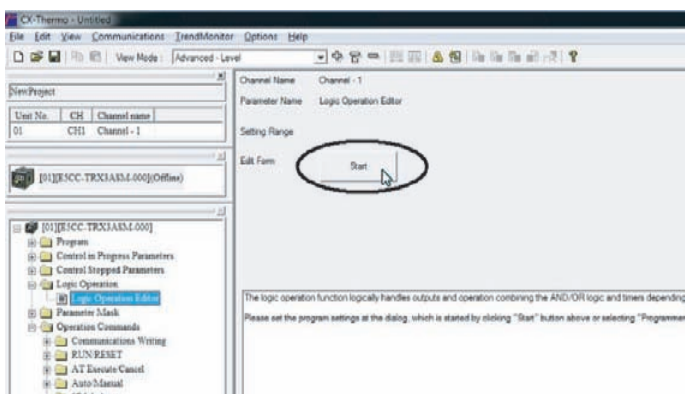 CX-Thermo - Untitled
File Edit View Communications TrendMonitor Options Help
View Mode : Advanced - Level
NewProject
Unit No. CH Channel name
01 CH1 Channel - 1
[01][E5CC-TRX3A8M-000](Offline)
[01][E5CC-TRX3A8M-000]
Program
Control in Progress Parameters
Control Stopped Parameters
Logic Operation
Logic Operation Editor
Parameter Mask
Operation Commands
Communications Writing
RUN/RESET
AT Execute/Cancel
Auto/Manual
Channel Name Channel - 1
Parameter Name Logic Operation Editor
Setting Range
Edit Form Start
The logic operation function logically handles outputs and operation combining the AND/OR logic and timers depending
Please set the program settings at the dialog, which is started by clicking "Start" button above or selecting "Programmer